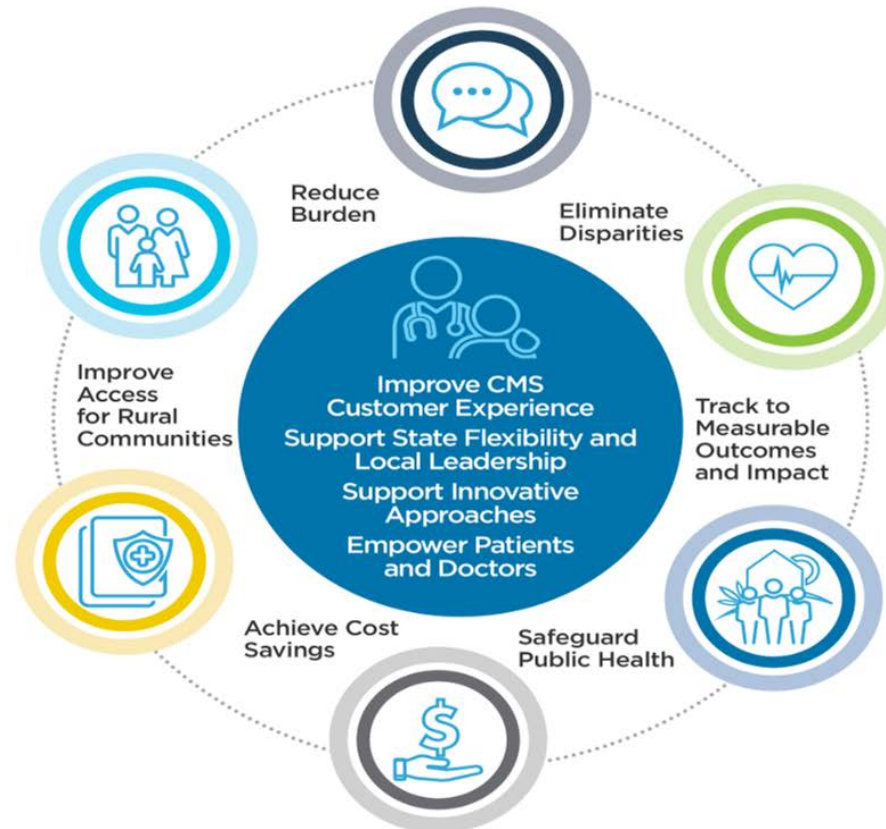 Reduce
Burden
Eliminate
Disparities
Improve CMS
Customer Experience
Support State Flexibility and
Local Leadership
Support Innovative
Approaches
Empower Patients
and Doctors
Improve
Access
for Rural
Communities
Track to
Measurable
Outcomes
and Impact
Achieve Cost
Savings
Safeguard
Public Health
$